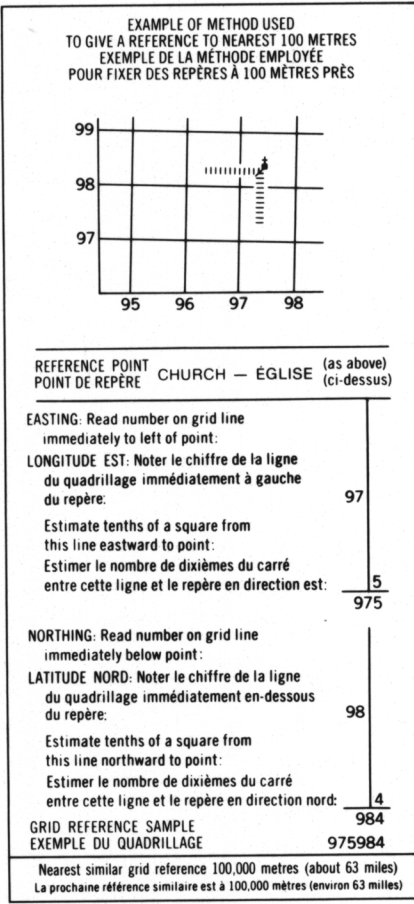 EXAMPLE OF METHOD USED
TO GIVE A REFERENCE TO NEAREST 100 METRES
EXEMPLE DE LA MÉTHODE EMPLOYÉE
POUR FIXER DES REPÈRES À 100 MÈTRES PRÈS
99
98
97
95 96 97 98
REFERENCE POINT
POINT DE REPÈRE
CHURCH — ÉGLISE
(as above)
(ci-dessus)
EASTING: Read number on grid line
immediately to left of point:
LONGITUDE EST: Noter le chiffre de la ligne
du quadrillage immédiatement à gauche
du repère: 97
Estimate tenths of a square from
this line eastward to point:
Estimer le nombre de dixièmes du carré
entre cette ligne et le repère en direction est: 5
975
NORTHING: Read number on grid line
immediately below point:
LATITUDE NORD: Noter le chiffre de la ligne
du quadrillage immédiatement en-dessous
du repère: 98
Estimate tenths of a square from
this line northward to point:
Estimer le nombre de dixièmes du carré
entre cette ligne et le repère en direction nord: 4
984
GRID REFERENCE SAMPLE
EXEMPLE DU QUADRILLAGE 975984
Nearest similar grid reference 100,000 metres (about 63 miles)
La prochaine référence similaire est à 100,000 mètres (environ 63 milles)